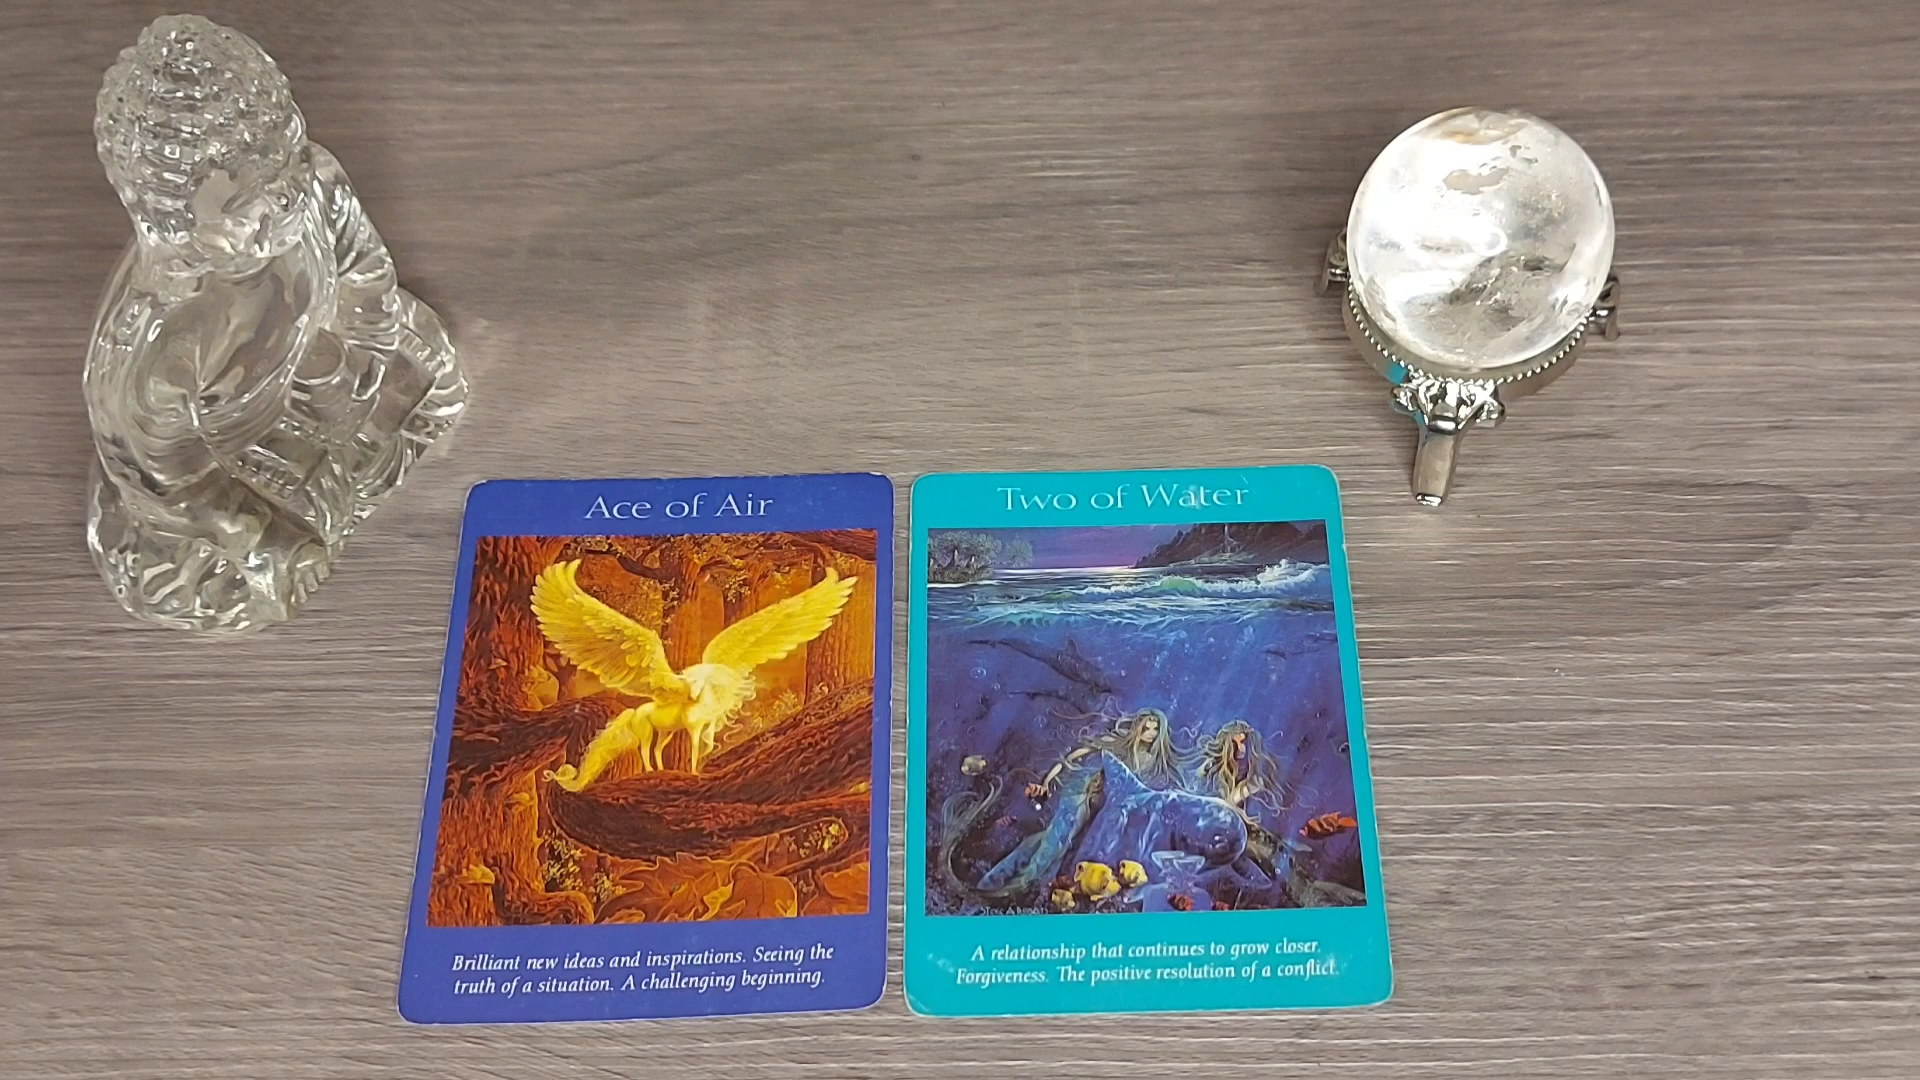 Ace of Air
Brilliant new ideas and inspirations. Seeing the
truth of a situation. A challenging beginning.
Two of Water
A relationship that continues to grow closer.
Forgiveness. The positive resolution of a conflict.